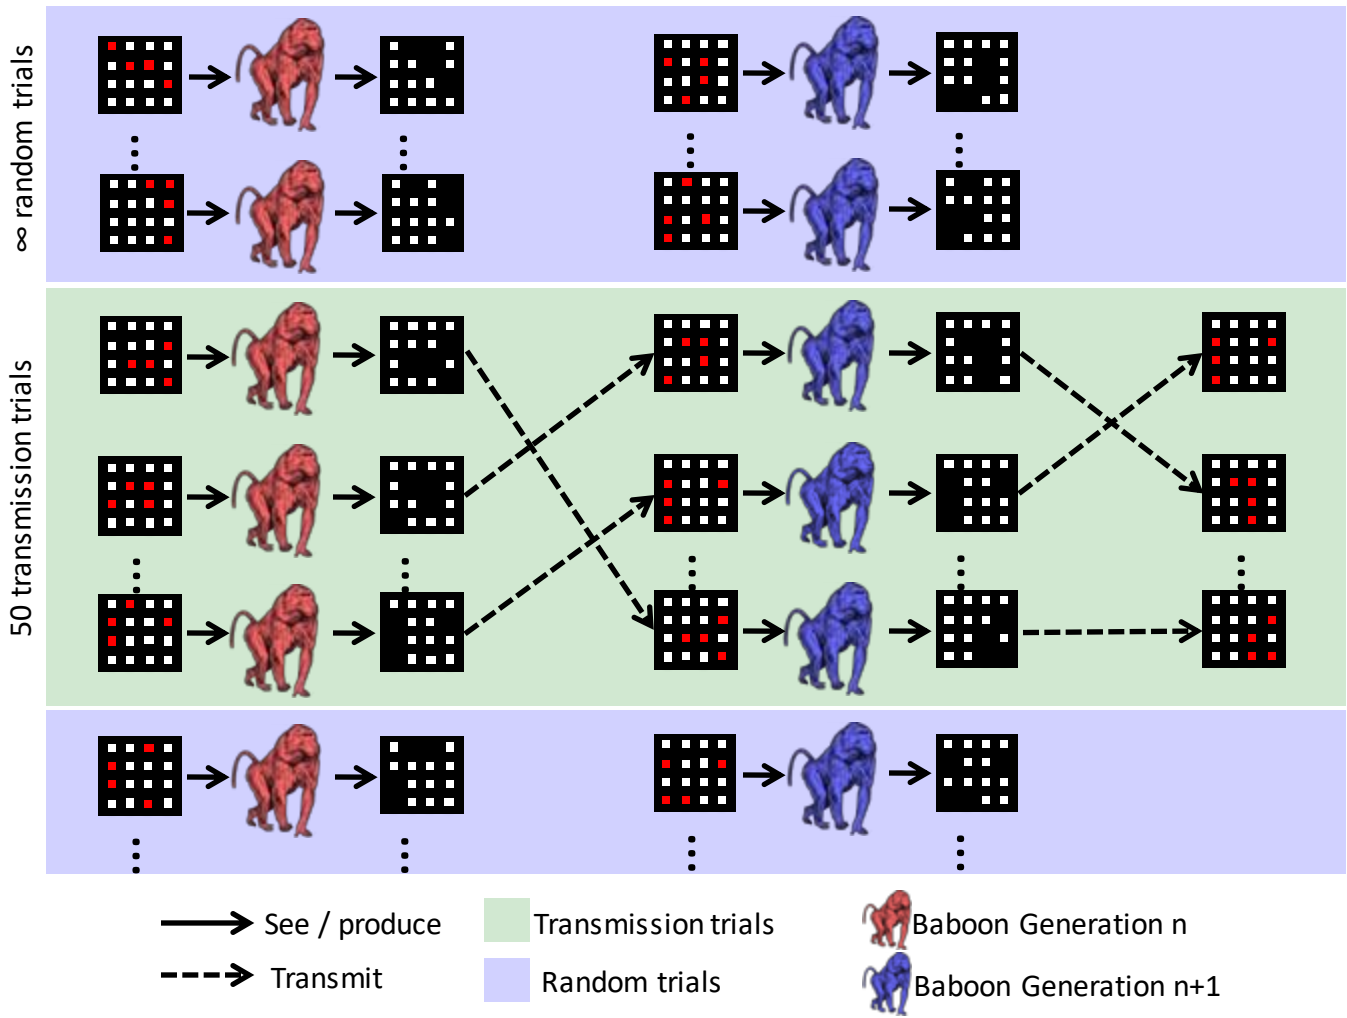 ∞ random trials
50 transmission trials
See / produce
Transmission trials
Baboon Generation n
Transmit
Random trials
Baboon Generation n+1